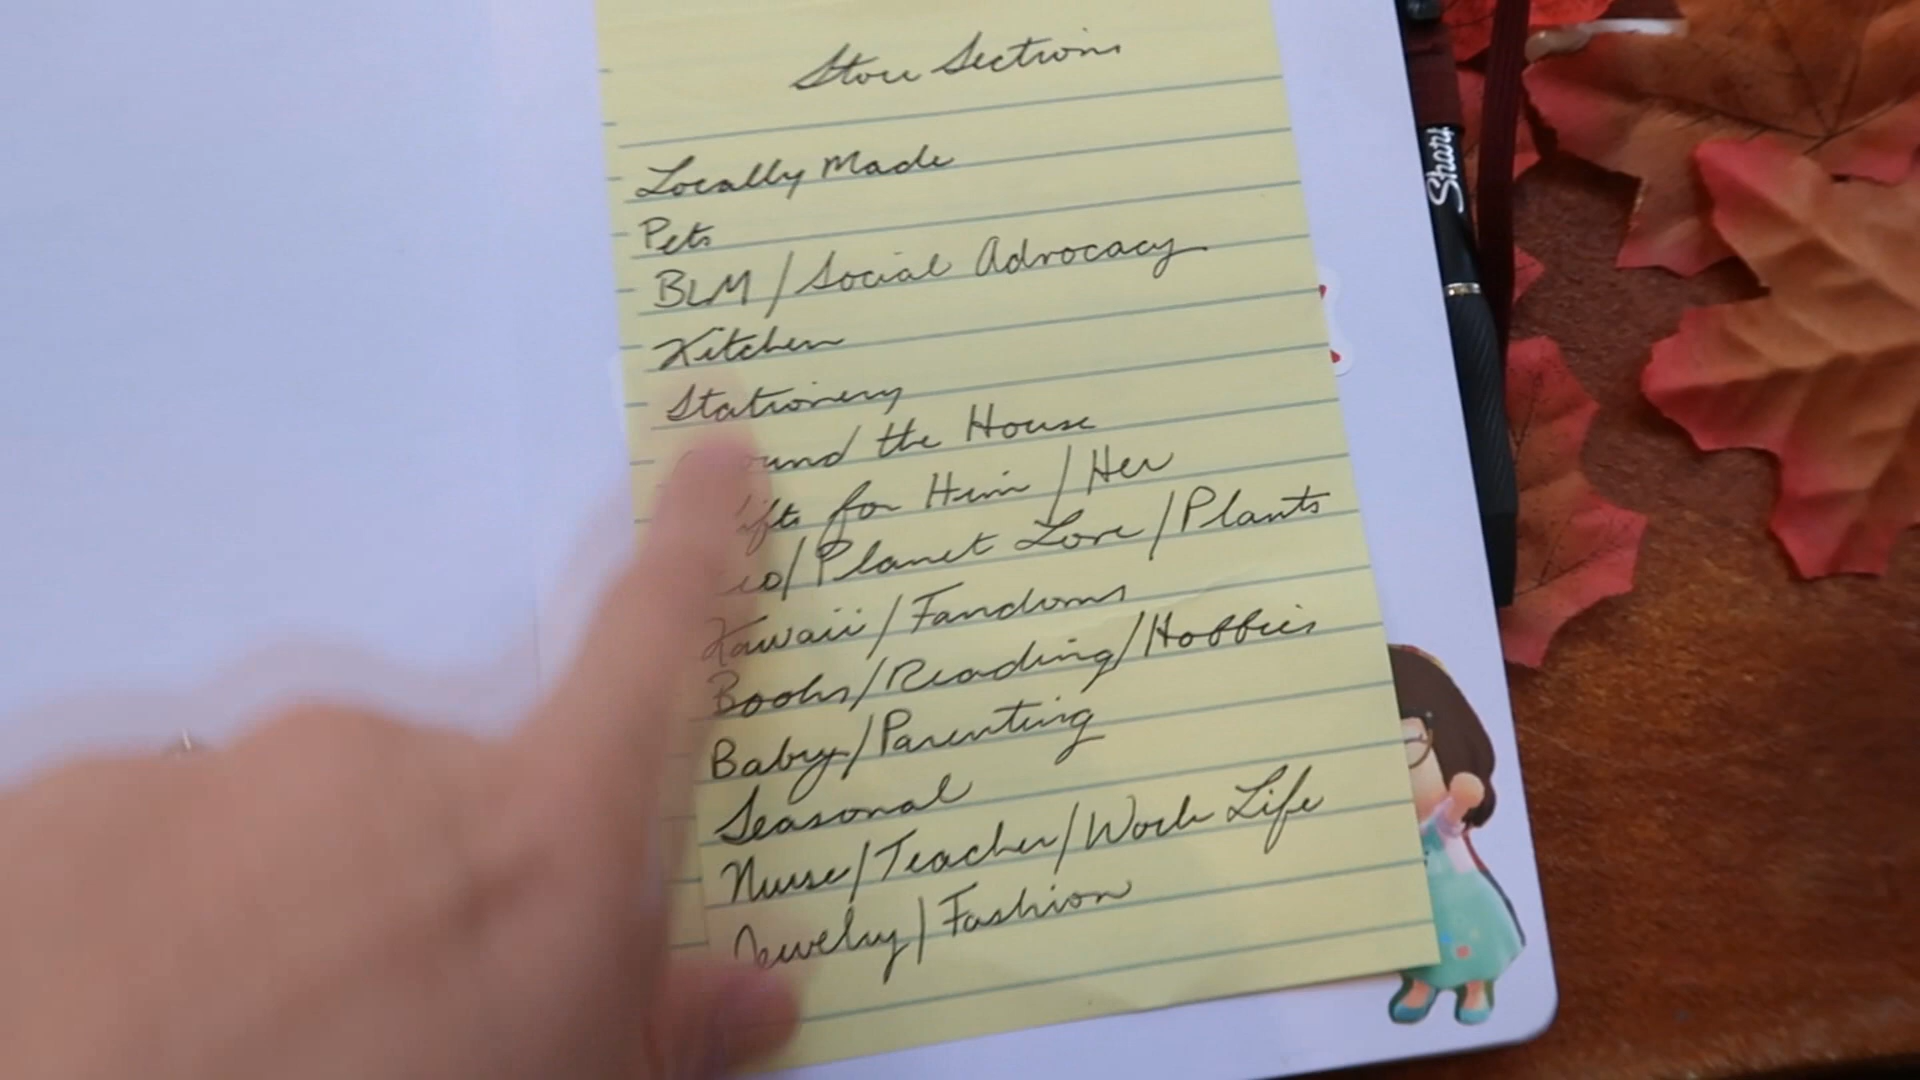 Store Sections
Locally Made
Pets
BLM / Social Advocacy
Kitchen
Stationery
the House
for Him / Her
Planet Love / Plants
Kawaii / Fandoms
Books / Reading / Hobbies
Baby / Parenting
Seasonal
Nurse / Teacher / Work Life
Jewelry / Fashion